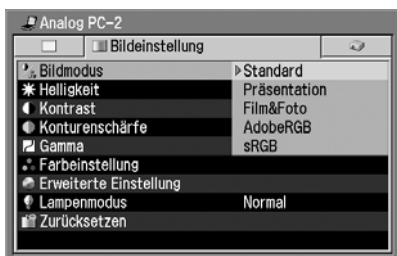 Analog PC-2
Bildeinstellung
Bildmodus Standard
Helligkeit Präsentation
Kontrast Film&Foto
Konturenschärfe AdobeRGB
Gamma sRGB
Farbeinstellung
Erweiterte Einstellung
Lampenmodus Normal
Zurücksetzen